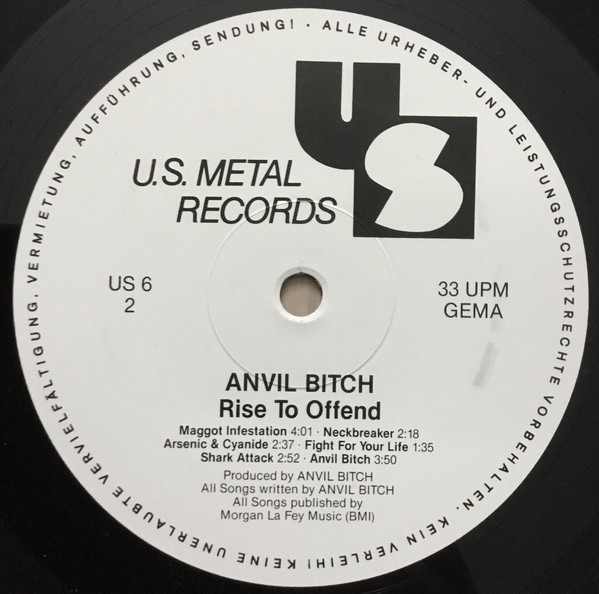 ALLE URHEBER- UND LEISTUNGSSCHUTZRECHTE VORBEHALTEN. KEIN VERLEIH! KEINE UNERLAUBTE VERVIELFÄLTIGUNG, VERMIETUNG, AUFFÜHRUNG, SENDUNG! ·
US
U.S. METAL
RECORDS
US 6
2
33 UPM
GEMA
ANVIL BITCH
Rise To Offend
Maggot Infestation 4:01 · Neckbreaker 2:18
Arsenic & Cyanide 2:37 · Fight For Your Life 1:35
Shark Attack 2:52 · Anvil Bitch 3:50
Produced by ANVIL BITCH
All Songs written by ANVIL BITCH
All Songs published by
Morgan La Fey Music (BMI)